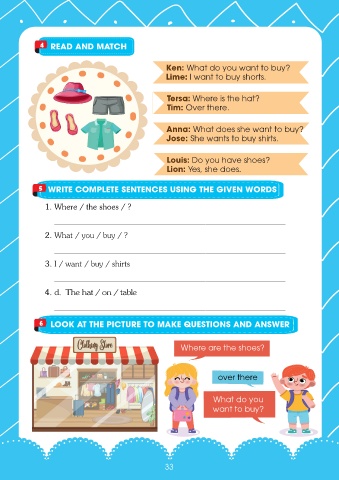 4 READ AND MATCH
Ken: What do you want to buy?
Lime: I want to buy shorts.
Tersa: Where is the hat?
Tim: Over there.
Anna: What does she want to buy?
Jose: She wants to buy shirts.
Louis: Do you have shoes?
Lion: Yes, she does.
5 WRITE COMPLETE SENTENCES USING THE GIVEN WORDS
1. Where / the shoes / ?
2. What / you / buy / ?
3. I / want / buy / shirts
4. d. The hat / on / table
6 LOOK AT THE PICTURE TO MAKE QUESTIONS AND ANSWER
Clothing Store
Where are the shoes?
over there
What do you
want to buy?
33